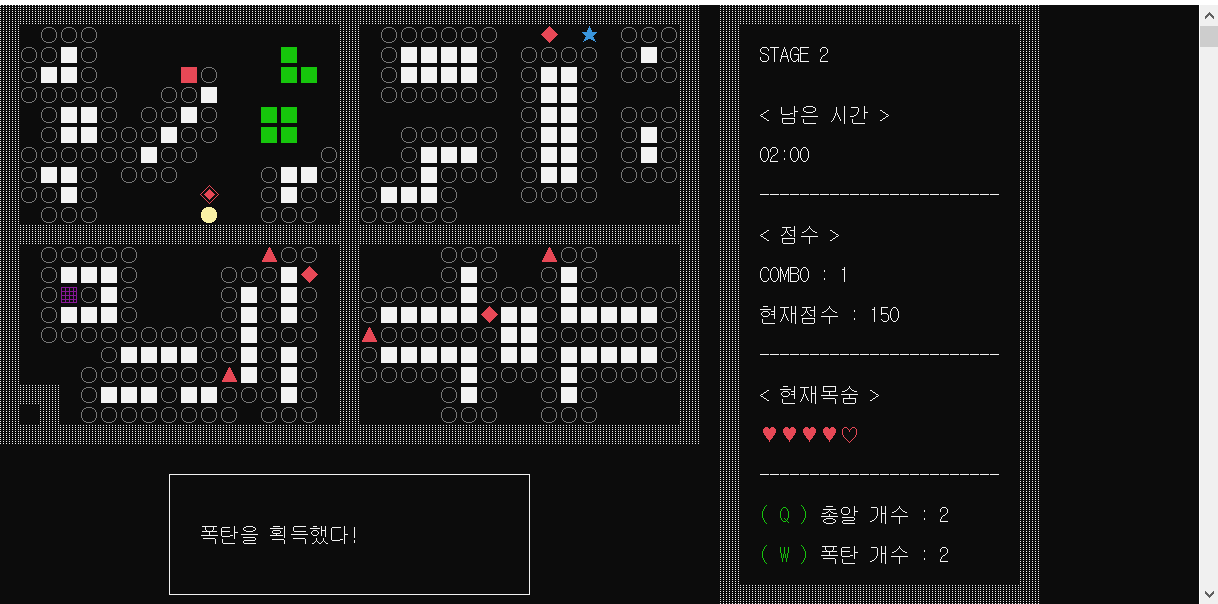 STAGE 2
< 남은 시간 >
02:00
------------------------
< 점수 >
COMBO : 1
현재점수 : 150
------------------------
< 현재목숨 >
♥♥♥♥♡
------------------------
( Q ) 총알 개수 : 2
( W ) 폭탄 개수 : 2
폭탄을 획득했다!